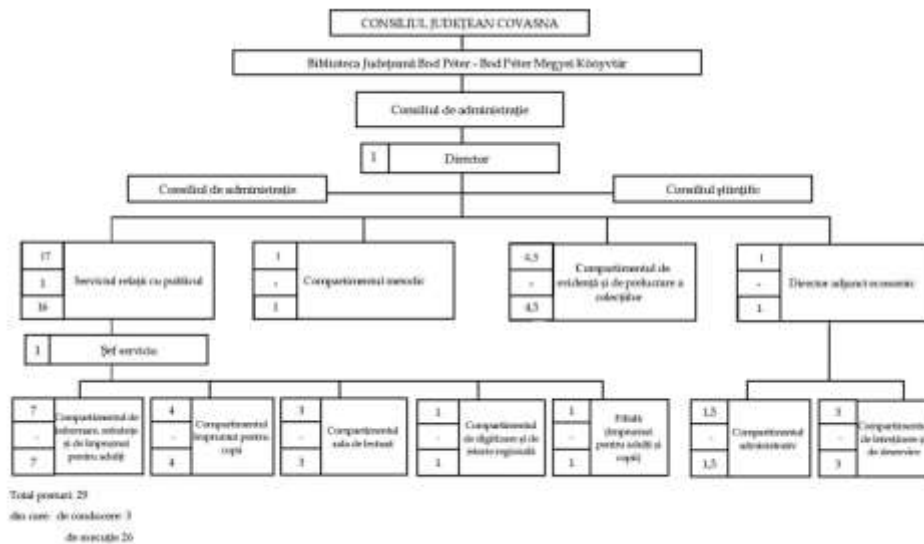 CONSILIUL JUDEȚEAN COVASNA
Biblioteca Județeană Bod Péter - Bod Péter Megyei Könyvtár
Consiliul de administrație
1 Director
Consiliul de administrație
Consiliul științific
17
1
16
Serviciul relații cu publicul
1
-
1
Compartimentul metodic
4,5
-
4,5
Compartimentul de
evidență și de prelucrare a
colecțiilor
1
-
1
Director adjunct economic
1 Șef serviciu
7
-
7
Compartimentul de
informare, referințe
și de împrumut
pentru adulți
4
-
4
Compartimentul
împrumut pentru
copii
3
-
3
Compartimentul
sala de lectură
1
-
1
Compartimentul
de digitizare și de
istorie regională
1
-
1
Filială
(împrumut
pentru adulți și
copii)
1,5
-
1,5
Compartimentul
administrativ
3
-
3
Compartimentu
de întreținere și
de deservire
Total posturi: 29
din care: de conducere 3
de execuție 26